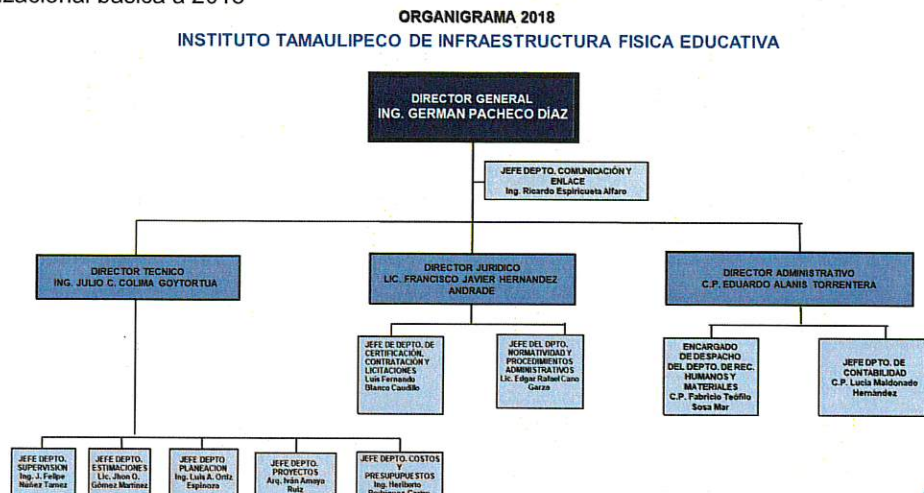 organizacional básica a 2018
ORGANIGRAMA 2018
INSTITUTO TAMAULIPECO DE INFRAESTRUCTURA FISICA EDUCATIVA
DIRECTOR GENERAL
ING. GERMAN PACHECO DÍAZ
JEFE DEPTO. COMUNICACIÓN Y
ENLACE
Ing. Ricardo Espiricueta Alfaro
DIRECTOR TECNICO
ING. JULIO C. COLIMA GOYTORTUA
DIRECTOR JURIDICO
LIC. FRANCISCO JAVIER HERNANDEZ
ANDRADE
DIRECTOR ADMINISTRATIVO
C.P. EDUARDO ALANIS TORRENTERA
JEFE DE DEPTO. DE
CERTIFICACIÓN,
CONTRATACIÓN Y
LICITACIONES
Luis Fernando
Blanco Caudillo
JEFE DEL DPTO.
NORMATIVIDAD Y
PROCEDIMIENTOS
ADMINISTRATIVOS
Lic. Edgar Rafael Cano
Garza
ENCARGADO
DE DESPACHO
DEL DEPTO. DE REC.
HUMANOS Y
MATERIALES
C.P. Fabricio Teófilo
Sosa Mar
JEFE DPTO. DE
CONTABILIDAD
C.P. Lucia Maldonado
Hernández
JEFE DEPTO.
SUPERVISION
Ing. J. Felipe
Nuñez Tamez
JEFE DEPTO.
ESTIMACIONES
Lic. Jhon O.
Gómez Martínez
JEFE DEPTO
PLANEACION
Ing. Luis A. Ortiz
Espinoza
JEFE DEPTO.
PROYECTOS
Arq. Iván Amaya
Ruiz
JEFE DEPTO. COSTOS
Y
PRESUPUPUESTOS
Ing. Heriberto